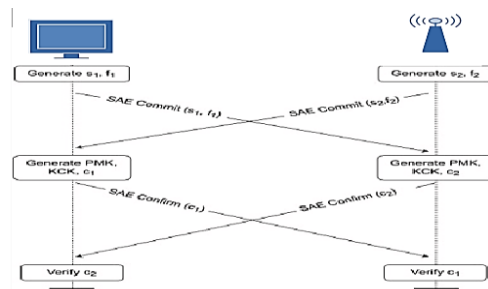 Generate s₁, f₁
Generate s₂, f₂
SAE Commit (s₁, f₁)
SAE Commit (s₂,f₂)
Generate PMK,
KCK, c₁
Generate PMK,
KCK, c₂
SAE Confirm (c₁)
SAE Confirm (c₂)
Verify c₂
Verify c₁